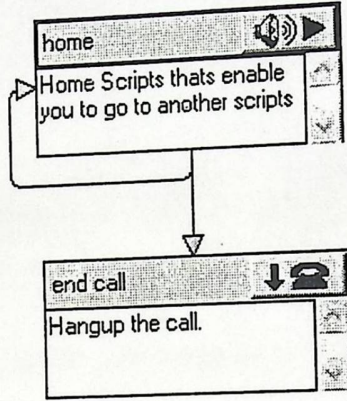 home
Home Scripts thats enable
you to go to another scripts
end call
Hangup the call.